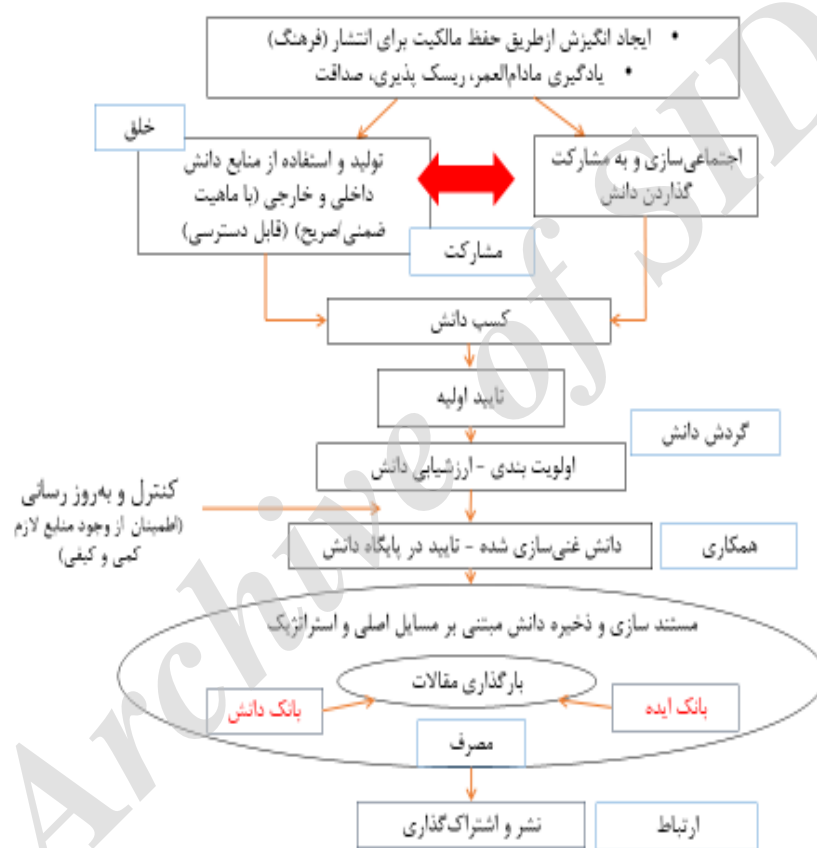 • ایجاد انگیزش ازطریق حفظ مالکیت برای انتشار (فرهنگ)
• یادگیری مادام‌العمر، ریسک پذیری، صداقت
خلق
اجتماعی‌سازی و به مشارکت
گذاردن دانش
تولید و استفاده از منابع دانش
داخلی و خارجی (با ماهیت
ضمنی/صریح) (قابل دسترسی)
مشارکت
کسب دانش
تایید اولیه
گردش دانش
اولویت بندی - ارزشیابی دانش
کنترل و به‌روز رسانی
(اطمینان از وجود منابع لازم
کمی و کیفی)
همکاری
دانش غنی‌سازی شده - تایید در پایگاه دانش
مستند سازی و ذخیره دانش مبتنی بر مسایل اصلی و استراتژیک
بارگذاری مقالات
بانک ایده
بانک دانش
مصرف
ارتباط
نشر و اشتراک‌گذاری
Archive of SID